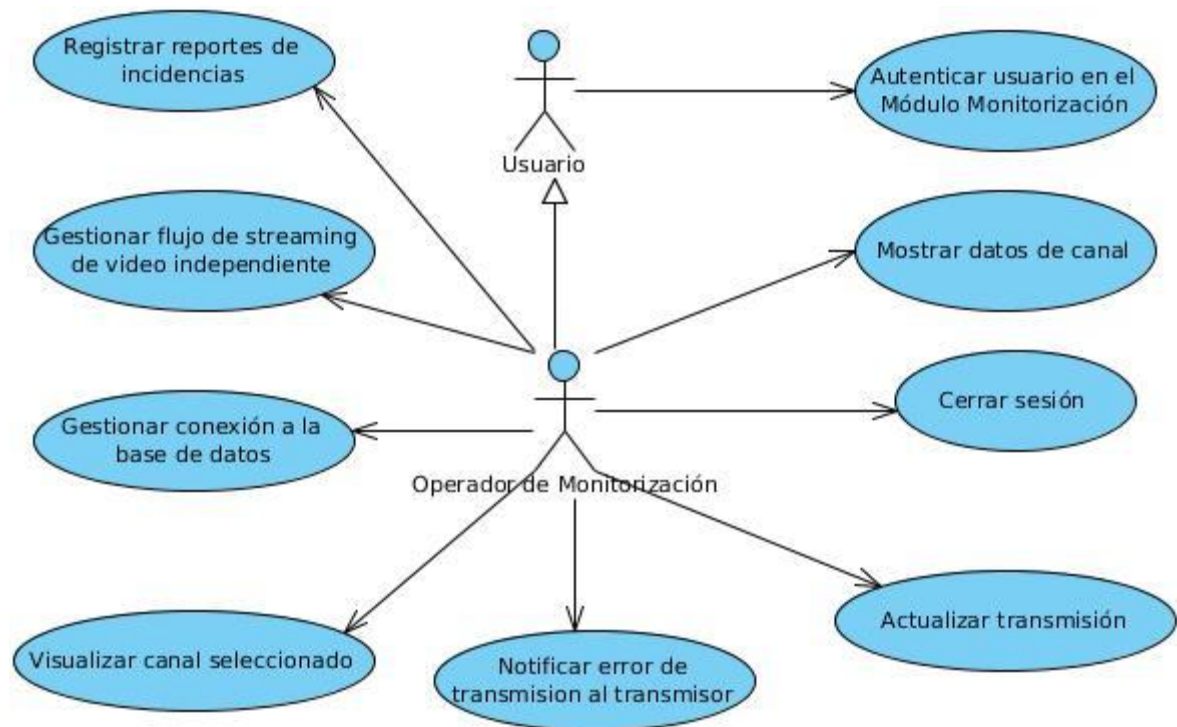 Registrar reportes de
incidencias
Usuario
Autenticar usuario en el
Módulo Monitorización
Gestionar flujo de streaming
de video independiente
Mostrar datos de canal
Gestionar conexión a la
base de datos
Cerrar sesión
Operador de Monitorización
Visualizar canal seleccionado
Notificar error de
transmision al transmisor
Actualizar transmisión